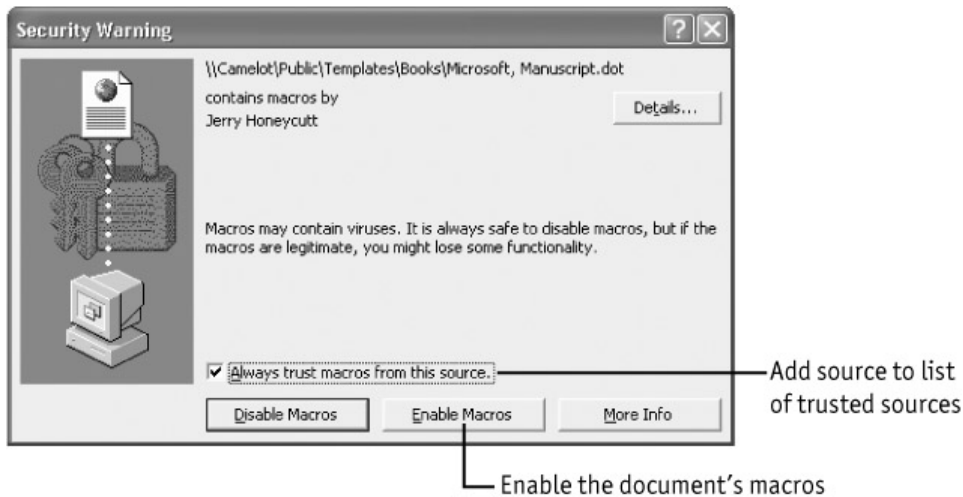 Security Warning
\\Camelot\Public\Templates\Books\Microsoft, Manuscript.dot
contains macros by
Jerry Honeycutt
Details...
Macros may contain viruses. It is always safe to disable macros, but if the
macros are legitimate, you might lose some functionality.
Always trust macros from this source.
Disable Macros
Enable Macros
More Info
Add source to list
of trusted sources
Enable the document’s macros